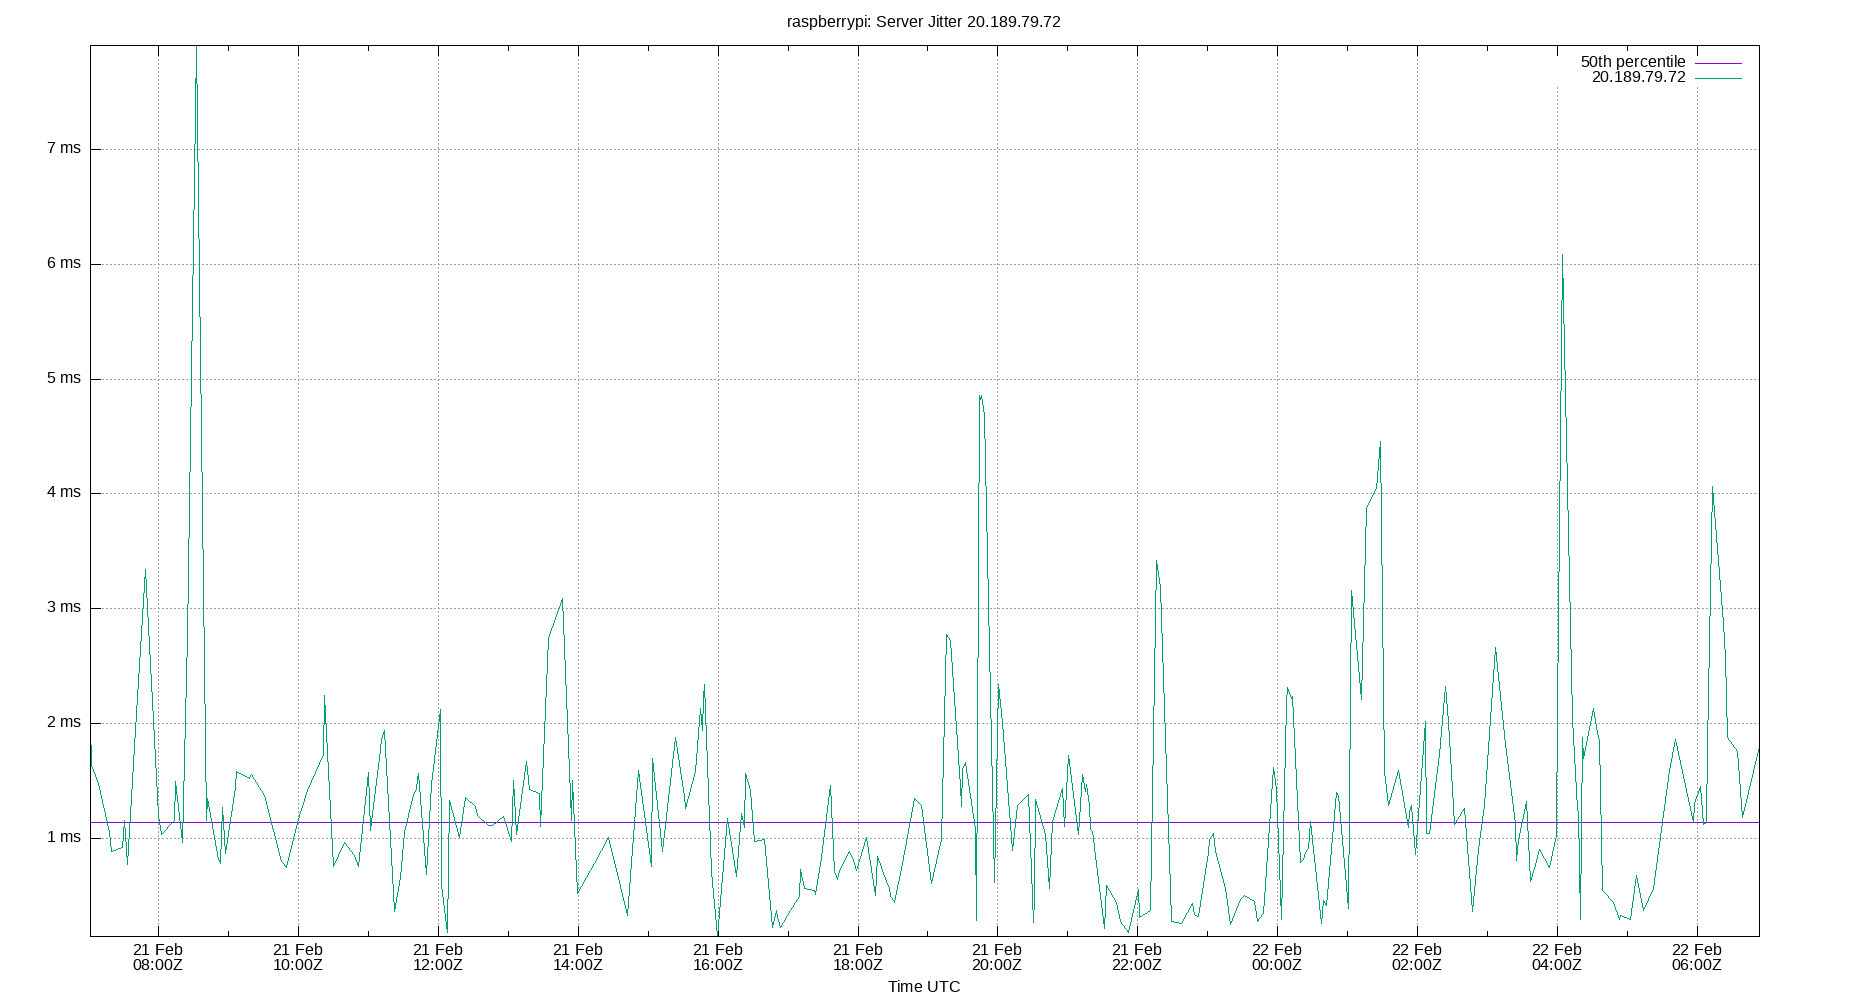 raspberrypi: Server Jitter 20.189.79.72
50th percentile
20.189.79.72
7 ms
6 ms
5 ms
4 ms
3 ms
2 ms
1 ms
21 Feb 21 Feb 21 Feb 21 Feb 21 Feb 21 Feb 21 Feb 21 Feb 22 Feb 22 Feb 22 Feb 22 Feb
08:00Z 10:00Z 12:00Z 14:00Z 16:00Z 18:00Z 20:00Z 22:00Z 00:00Z 02:00Z 04:00Z 06:00Z
Time UTC